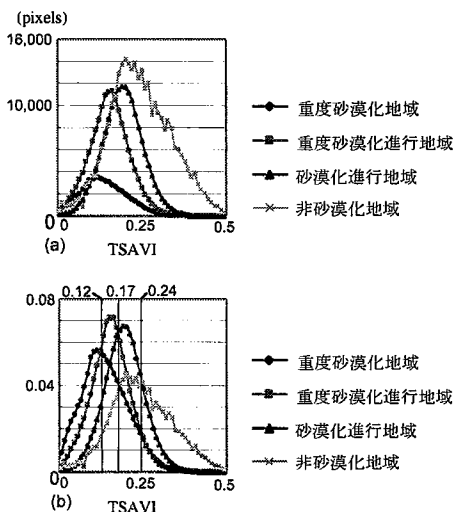 (pixels)
16,000
10,000
0
0.25
0.5
(a)
TSAVI
重度砂漠化地域
重度砂漠進行地域
砂漠化進行地域
非砂漠化地域
0.12
0.17
0.24
0.08
0.04
0
0.25
0.5
(b)
TSAVI
重度砂漠化地域
重度砂漠進行地域
砂漠化進行地域
非砂漠化地域